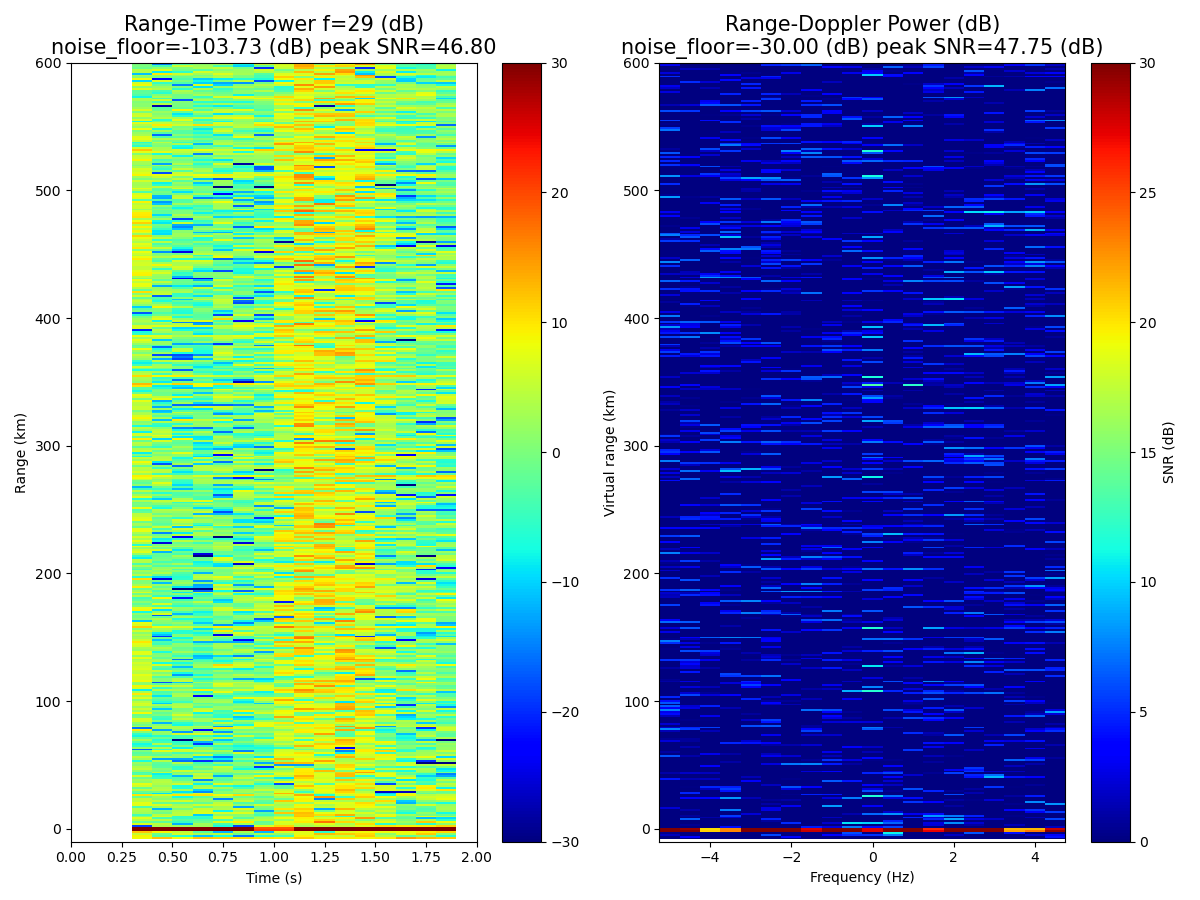 Range-Time Power f=29 (dB)
noise_floor=-103.73 (dB) peak SNR=46.80
Range (km)
600
500
400
300
200
100
0
0.00 0.25 0.50 0.75 1.00 1.25 1.50 1.75 2.00
Time (s)
30
20
10
0
−10
−20
−30
Range-Doppler Power (dB)
noise_floor=-30.00 (dB) peak SNR=47.75 (dB)
Virtual range (km)
600
500
400
300
200
100
0
−4 −2 0 2 4
Frequency (Hz)
30
25
20
15
10
5
0
SNR (dB)